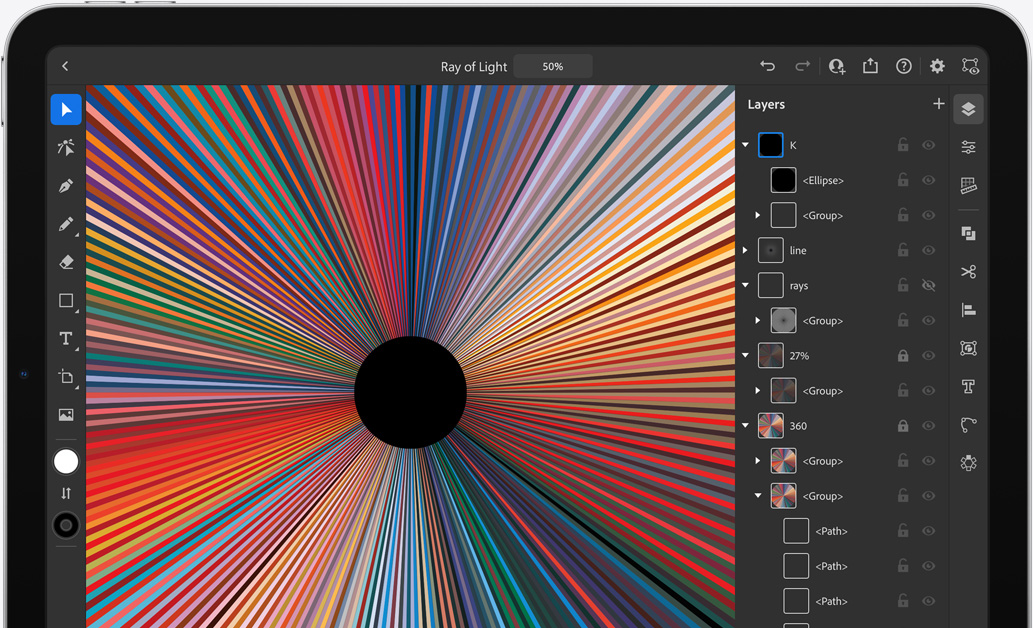 Ray of Light 50%
Layers
K
<Ellipse>
<Group>
line
rays
<Group>
27%
<Group>
360
<Group>
<Group>
<Path>
<Path>
<Path>